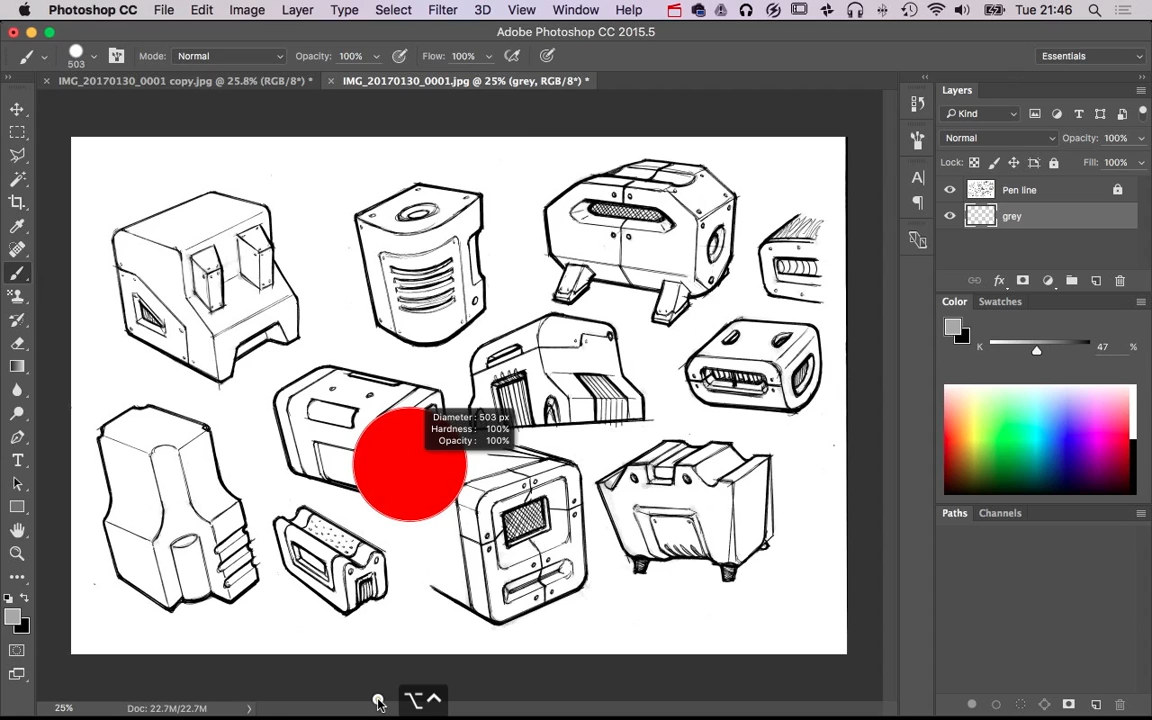 Photoshop CC File Edit Image Layer Type Select Filter 3D View Window Help Tue 21:46
Adobe Photoshop CC 2015.5
503 Mode: Normal Opacity: 100% Flow: 100% Essentials
× IMG_20170130_0001 copy.jpg @ 25.8% (RGB/8*) * × IMG_20170130_0001.jpg @ 25% (grey, RGB/8*) *
Layers
Kind
Normal Opacity: 100%
Lock: Fill: 100%
Pen line
grey
fx
Color Swatches
K 47 %
Diameter: 503 px
Hardness: 100%
Opacity: 100%
Paths Channels
25% Doc: 22.7M/22.7M